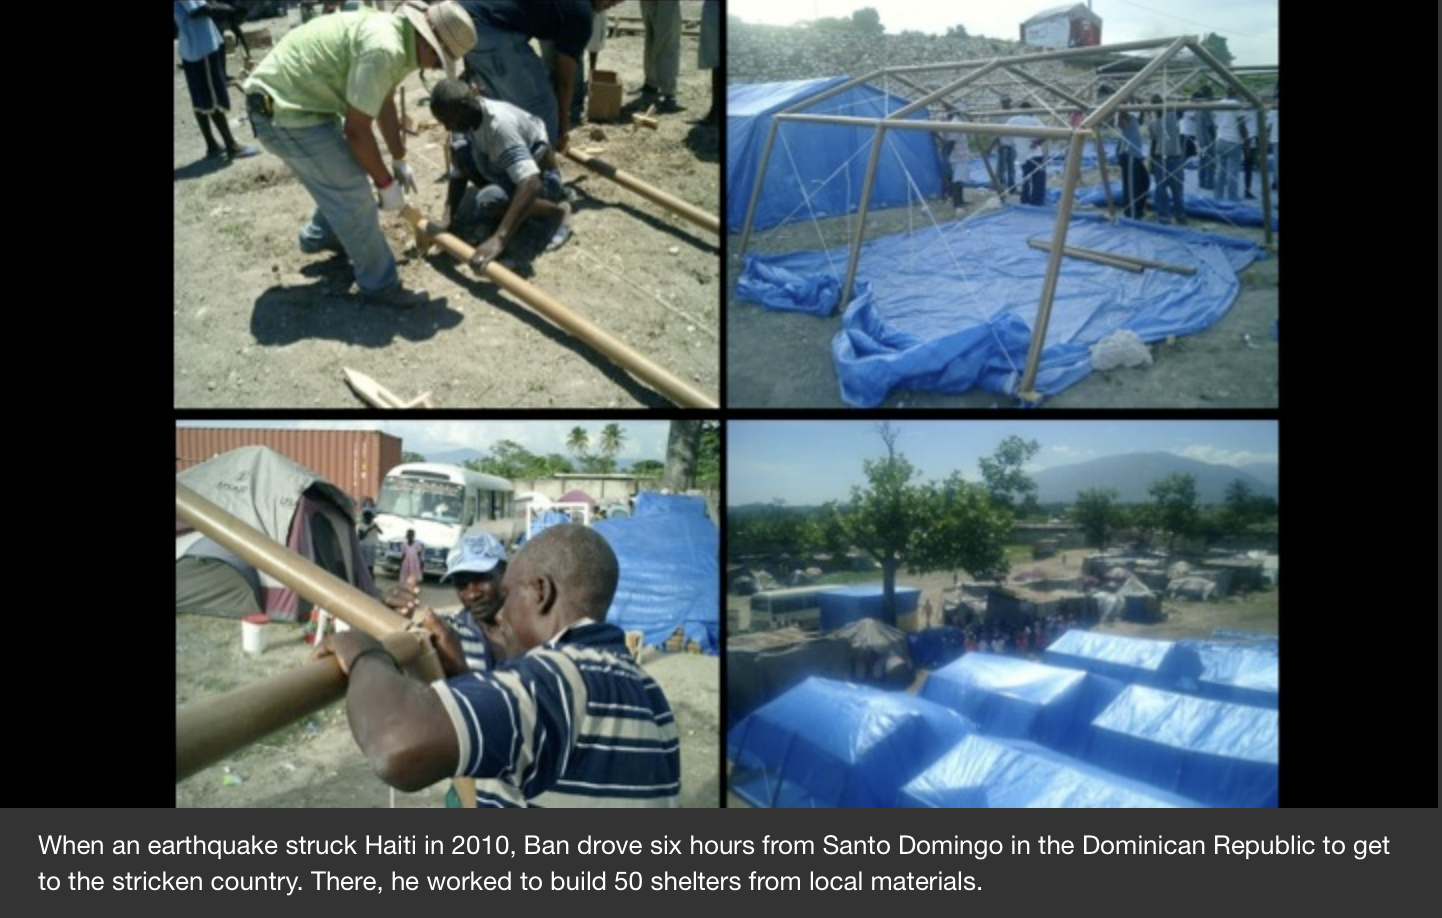 When an earthquake struck Haiti in 2010, Ban drove six hours from Santo Domingo in the Dominican Republic to get
to the stricken country. There, he worked to build 50 shelters from local materials.